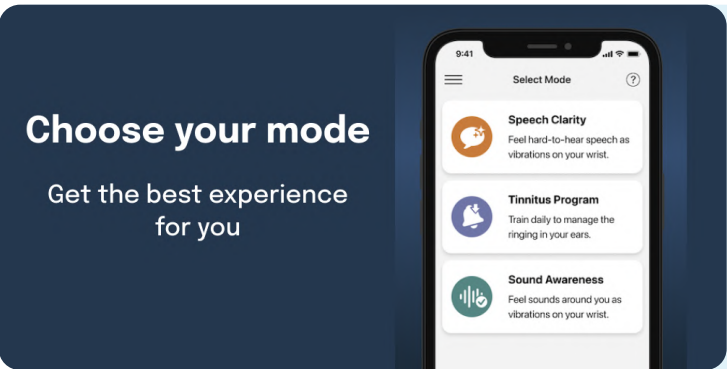 Choose your mode
Get the best experience
for you
9:41
Select Mode
?
Speech Clarity
Feel hard-to-hear speech as
vibrations on your wrist.
Tinnitus Program
Train daily to manage the
ringing in your ears.
Sound Awareness
Feel sounds around you as
vibrations on your wrist.